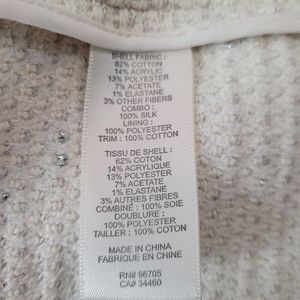 SHELL FABRIC :
62% COTTON
14% ACRYLIC
13% POLYESTER
7% ACETATE
1% ELASTANE
3% OTHER FIBERS
COMBO :
100% SILK
LINING :
100% POLYESTER
TRIM : 100% COTTON
TISSU DE SHELL :
62% COTON
14% ACRYLIQUE
13% POLYESTER
7% ACETATE
1% ELASTANE
3% AUTRES FIBRES
COMBINÉ : 100% SOIE
DOUBLURE :
100% POLYESTER
TAILLER : 100% COTON
MADE IN CHINA
FABRIQUE EN CHINE
RN# 96705
CA# 34460